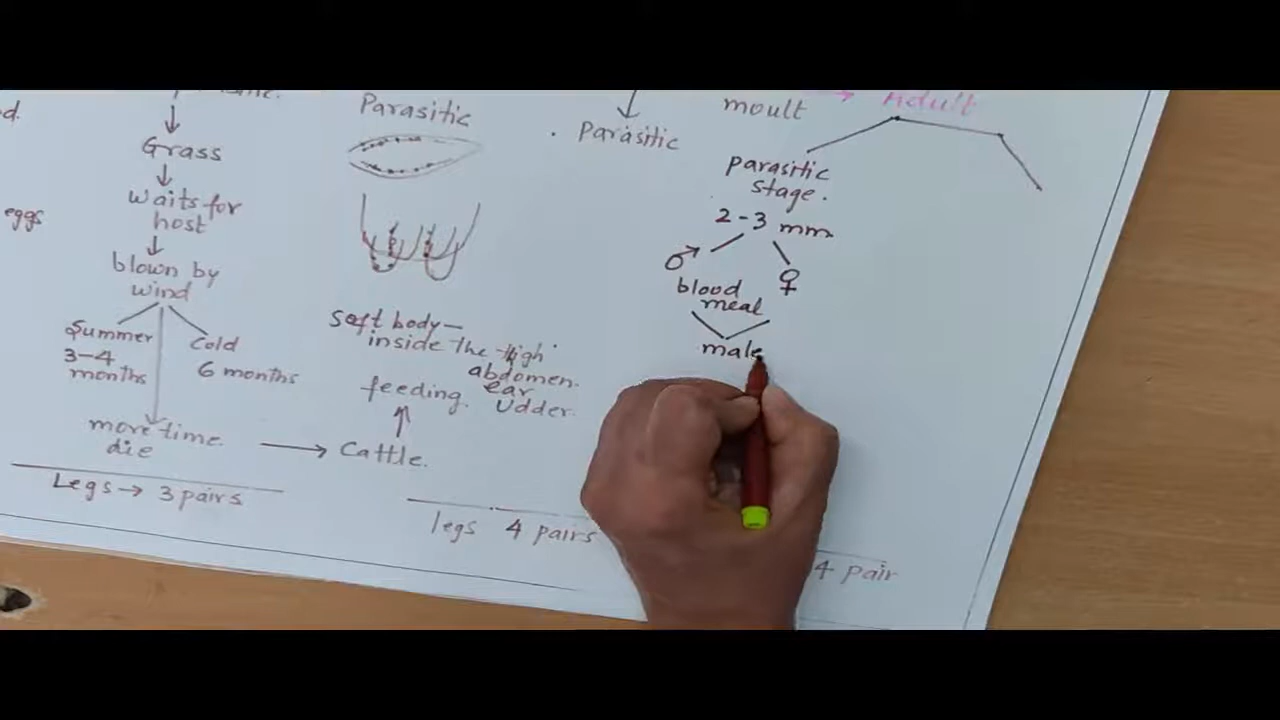 d.
Grass
waits for
host
eggs
blown by
wind
Summer
3-4
months
Cold
6 months
more time
die
Legs → 3 pairs
Parasitic
Soft body-
inside the
abdomen.
ear
Udder.
feeding.
Cattle.
legs 4 pairs
Parasitic
moult
Adult
Parasitic
stage.
2-3 mm
♂
♀
blood
meal
male
4 pair